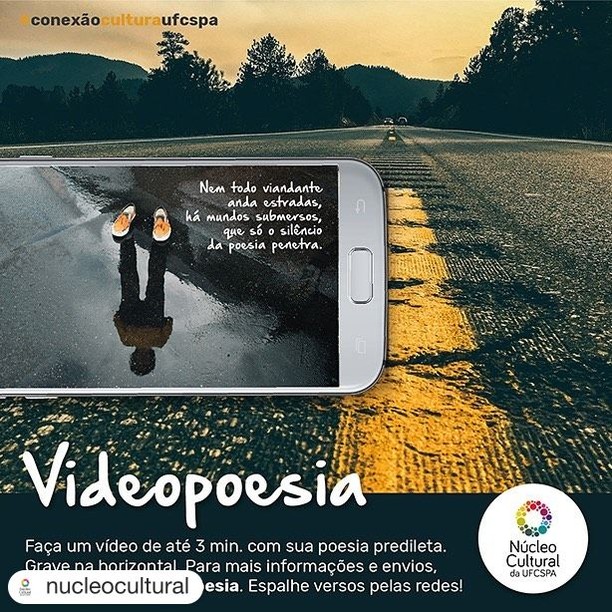 #conexãoculturaufcspa
Nem todo viandante
anda estradas,
há mundos submersos,
que só o silêncio
da poesia penetra.
Videopoesia
Faça um vídeo de até 3 min. com sua poesia predileta.
Grave na horizontal. Para mais informações e envios,
esia. Espalhe versos pelas redes!
Núcleo
Cultural
da UFCSPA
nucleocultural